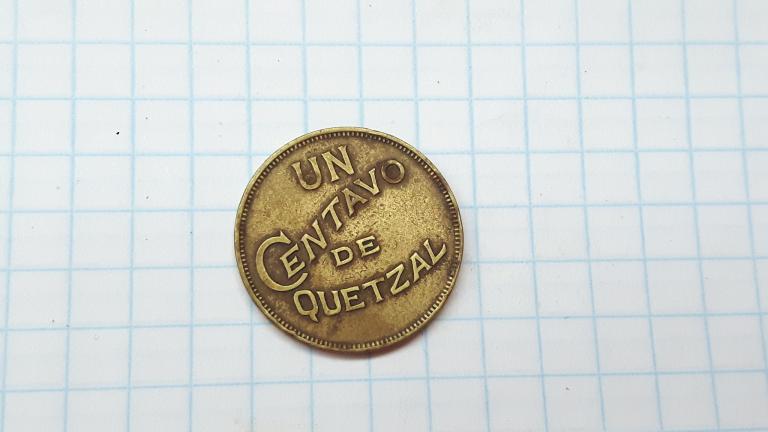 UN
CENTAVO
DE
QUETZAL